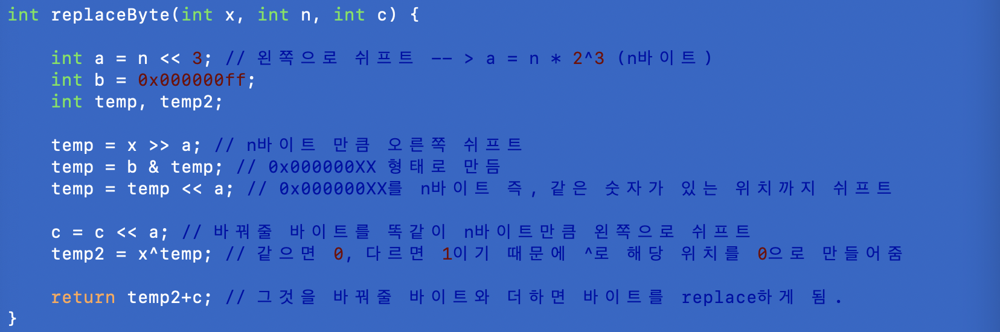 int replaceByte(int x, int n, int c) {
int a = n << 3; // 왼쪽으로 쉬프트 -- > a = n * 2^3 (n바이트)
int b = 0x000000ff;
int temp, temp2;
temp = x >> a; // n바이트 만큼 오른쪽 쉬프트
temp = b & temp; // 0x000000XX 형태로 만듬
temp = temp << a; // 0x000000XX를 n바이트 즉, 같은 숫자가 있는 위치까지 쉬프트
c = c << a; // 바꿔줄 바이트를 똑같이 n바이트만큼 왼쪽으로 쉬프트
temp2 = x^temp; // 같으면 0, 다르면 1이기 때문에 ^로 해당 위치를 0으로 만들어줌
return temp2+c; // 그것을 바꿔줄 바이트와 더하면 바이트를 replace하게 됨.
}